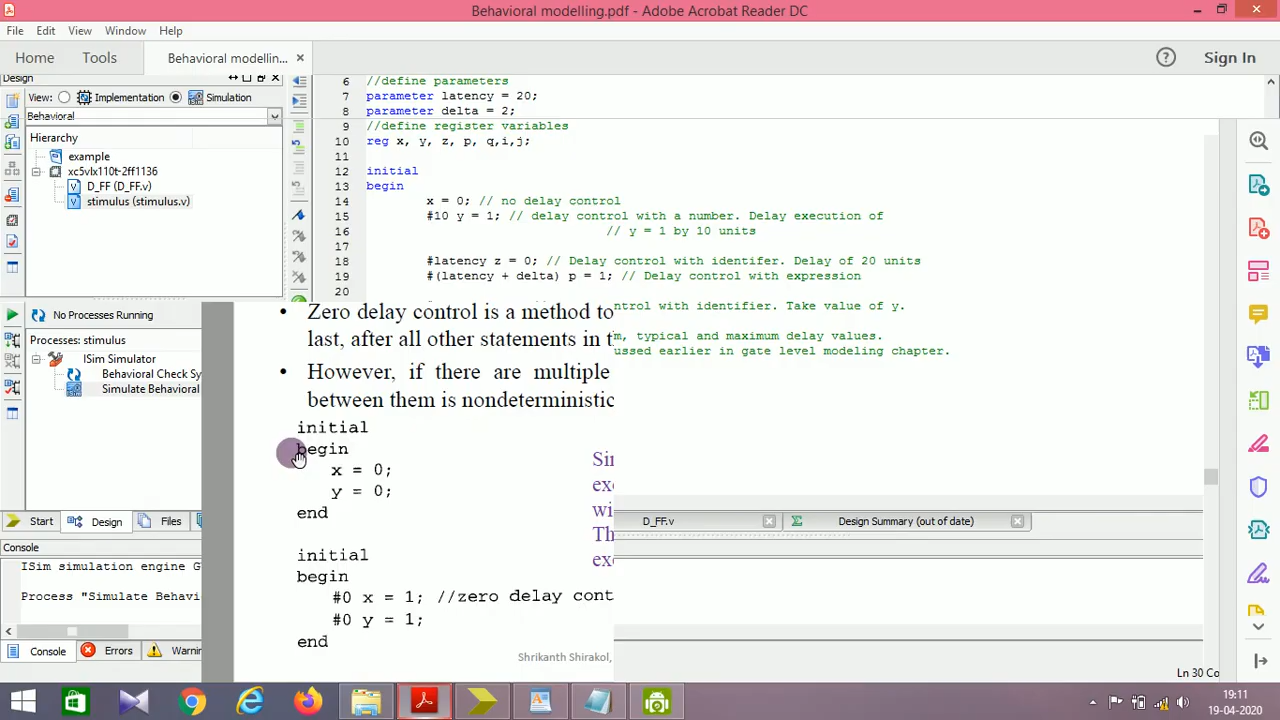 Behavioral modelling.pdf - Adobe Acrobat Reader DC
File Edit View Window Help
Home Tools Behavioral modellin... Sign In
Design
View: Implementation Simulation
Behavioral
Hierarchy
example
xc5vlx110t-2ff1136
D_FF (D_FF.v)
stimulus (stimulus.v)
No Processes Running
Processes: stimulus
ISim Simulator
Behavioral Check Sy
Simulate Behavioral
Start Design Files
Console
ISim simulation engine G
Process "Simulate Behavi
Console Errors Warnin
6 //define parameters
7 parameter latency = 20;
8 parameter delta = 2;
9 //define register variables
10 reg x, y, z, p, q,i,j;
11
12 initial
13 begin
14 x = 0; // no delay control
15 #10 y = 1; // delay control with a number. Delay execution of
16 // y = 1 by 10 units
17
18 #latency z = 0; // Delay control with identifer. Delay of 20 units
19 #(latency + delta) p = 1; // Delay control with expression
20
ntrol with identifier. Take value of y.
m, typical and maximum delay values.
ussed earlier in gate level modeling chapter.
• Zero delay control is a method to
last, after all other statements in t
• However, if there are multiple
between them is nondeterministic
initial
begin
x = 0;
y = 0;
end
initial
begin
#0 x = 1; //zero delay cont
#0 y = 1;
end
Sin
exe
wi
Th
exe
Shrikanth Shirakol,
D_FF.v Design Summary (out of date)
Ln 30 Co
19:11
19-04-2020